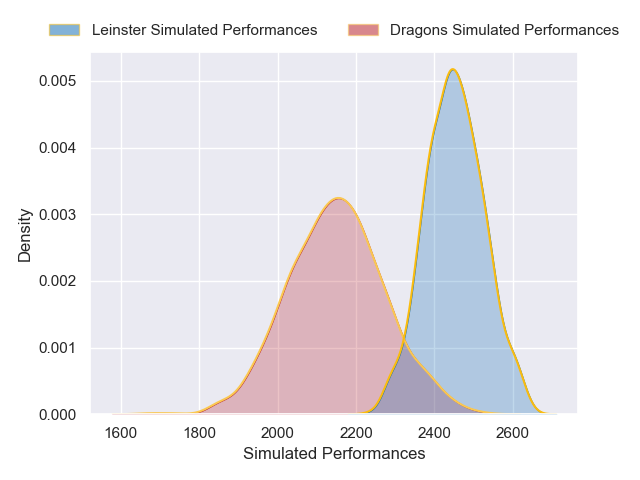 Leinster Simulated Performances Dragons Simulated Performances
0.005
0.004
0.003
0.002
0.001
0.000
Density
1600 1800 2000 2200 2400 2600
Simulated Performances